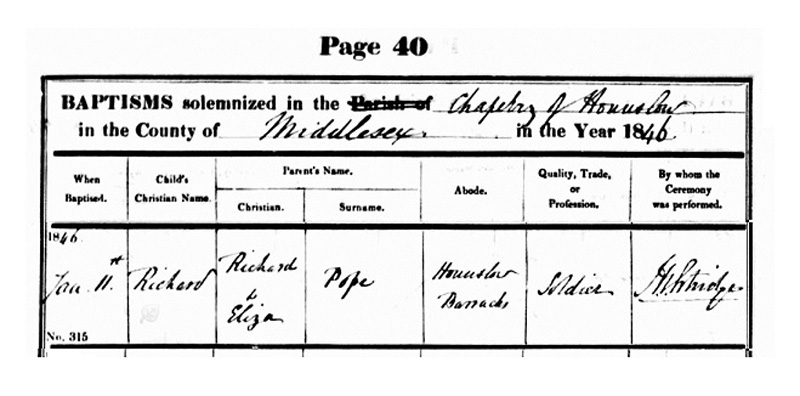 Page 40
BAPTISMS solemnized in the Parish of Chapelry of Hounslow
in the County of Middlesex. in the Year 1846
When Baptised.
Child's Christian Name.
Parent's Name.
Christian.
Surname.
Abode.
Quality, Trade, or Profession.
By whom the Ceremony was performed.
1846.
Jan. 11.
Richard
Richard & Eliza
Pope
Hounslow Barracks
Soldier
No. 315